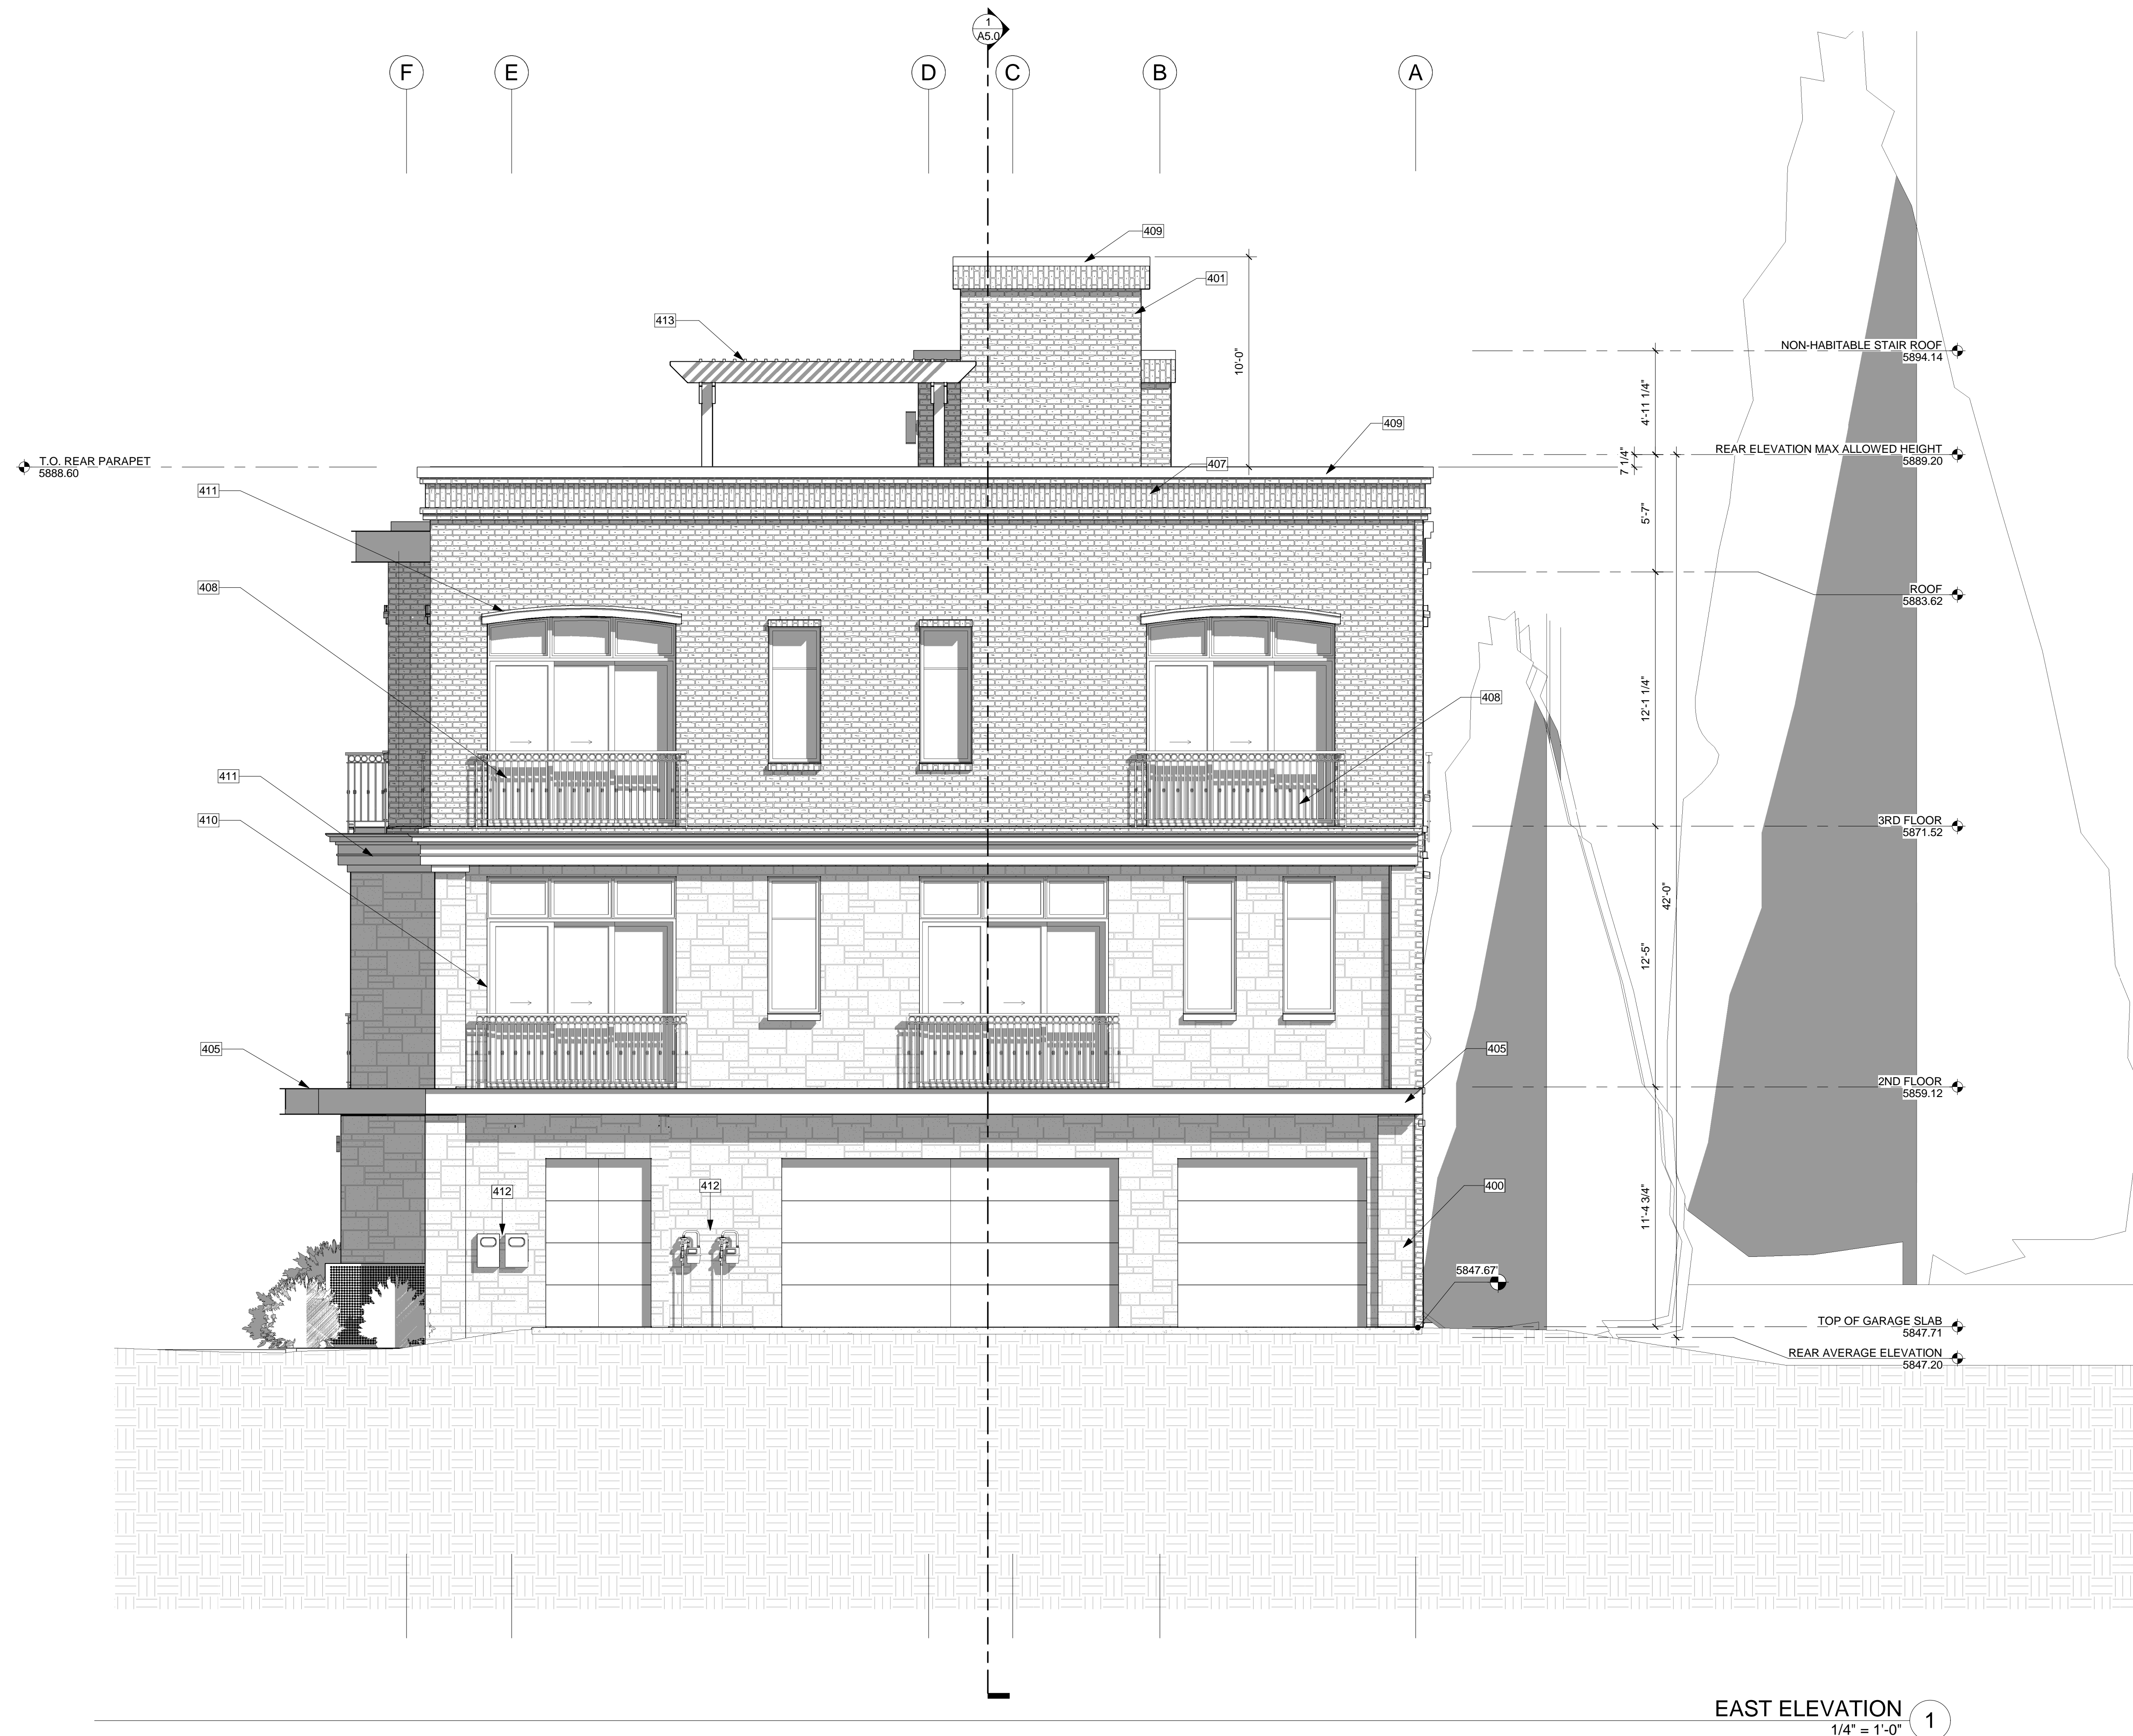 1
A5.0
F
E
D
C
B
A
409
401
413
10'-0"
NON-HABITABLE STAIR ROOF
5894.14
4'-11 1/4"
409
T.O. REAR PARAPET
5888.60
REAR ELEVATION MAX ALLOWED HEIGHT
5889.20
7 1/4"
407
411
5'-7"
408
ROOF
5883.62
12'-1 1/4"
408
411
410
3RD FLOOR
5871.52
42'-0"
12'-5"
405
405
2ND FLOOR
5859.12
412
412
400
11'-4 3/4"
5847.67'
TOP OF GARAGE SLAB
5847.71
REAR AVERAGE ELEVATION
5847.20
EAST ELEVATION
1/4" = 1'-0"
1